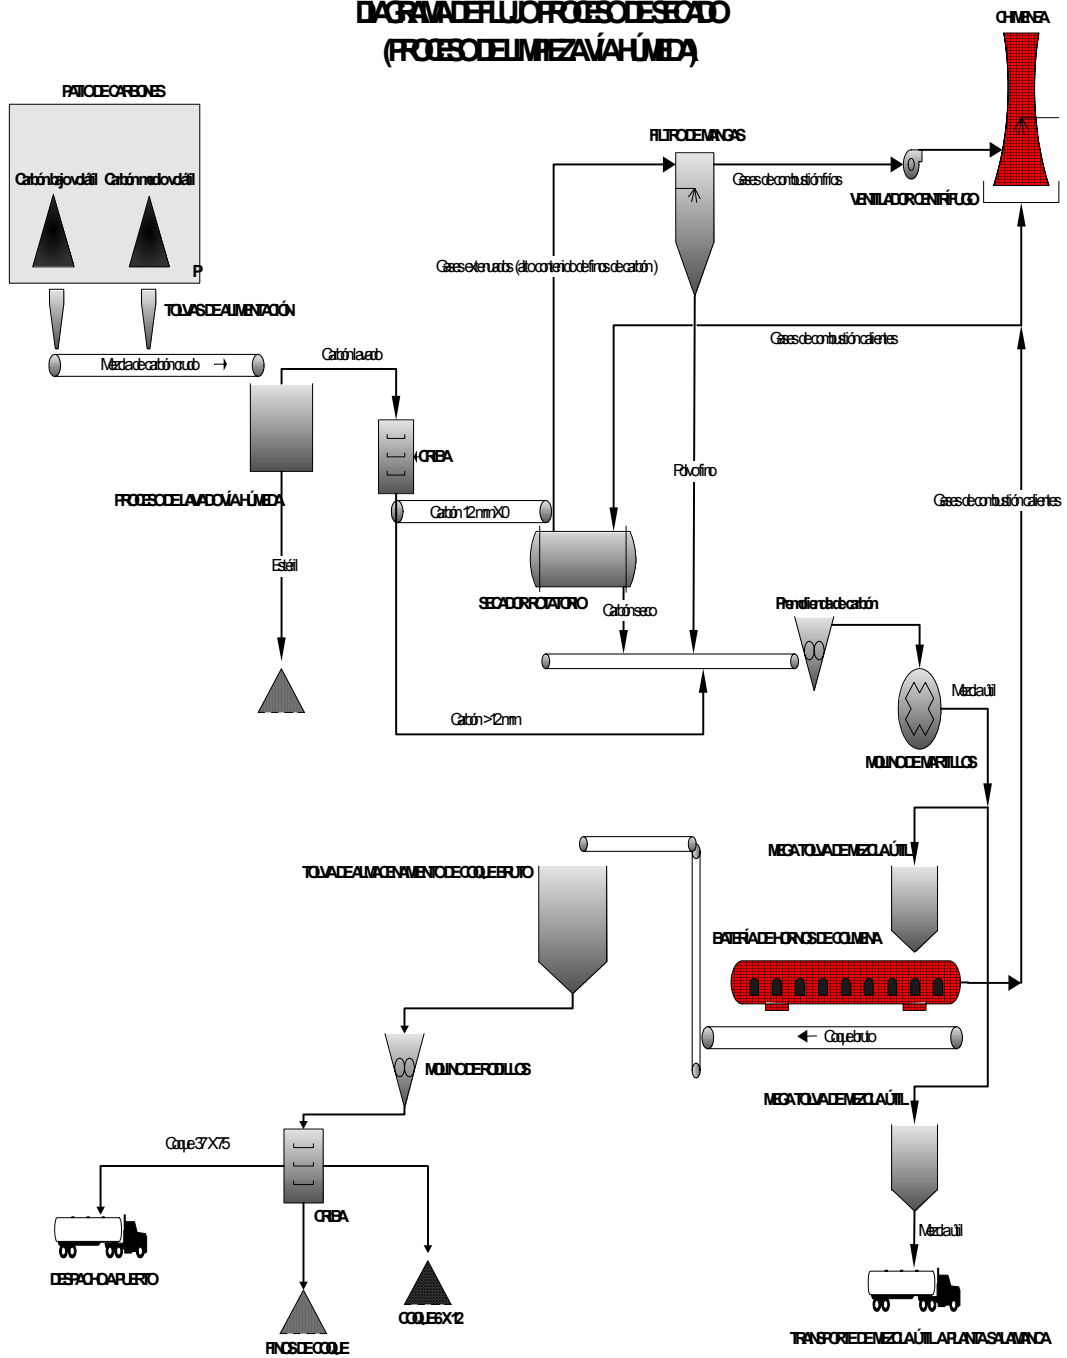 DIAGRAMA DE FLUJO PROCESO DE SECADO
(PROCESO DE LIMPIEZA VÍA HÚMEDA)
CHIMENEA
PATIO DE CARBONES
FILTRO DE MANGAS
Carbón bajo volátil
Carbón medio volátil
Gases de combustión fríos
VENTILADOR CENTRÍFUGO
P
Gases extenuados (alto contenido de finos de carbón)
TOLVAS DE ALIMENTACIÓN
Gases de combustión calientes
Carbón lavado
Mezcla de carbón crudo
CRIBA
Polvo fino
PROCESO DE LAVADO VÍA HÚMEDA
Gases de combustión calientes
Carbón 12 mm X 0
Estéril
SECADOR ROTATORIO
Carbón seco
Premolienda de carbón
Mezcla útil
Carbón >12 mm
MOLINO DE MARTILLOS
MEGA TOLVA DE MEZCLA ÚTIL
TOLVA DE ALMACENAMIENTO DE COQUE BRUTO
BATERÍA DE HORNOS DE COLMENA
Coque bruto
MOLINO DE RODILLOS
MEGA TOLVA DE MEZCLA ÚTIL
Coque 37 X 75
CRIBA
Mezcla útil
DESPACHO A PUERTO
COQUE 6 X 12
FINOS DE COQUE
TRANSPORTE DE MEZCLA ÚTIL A PLANTA SALAMANCA